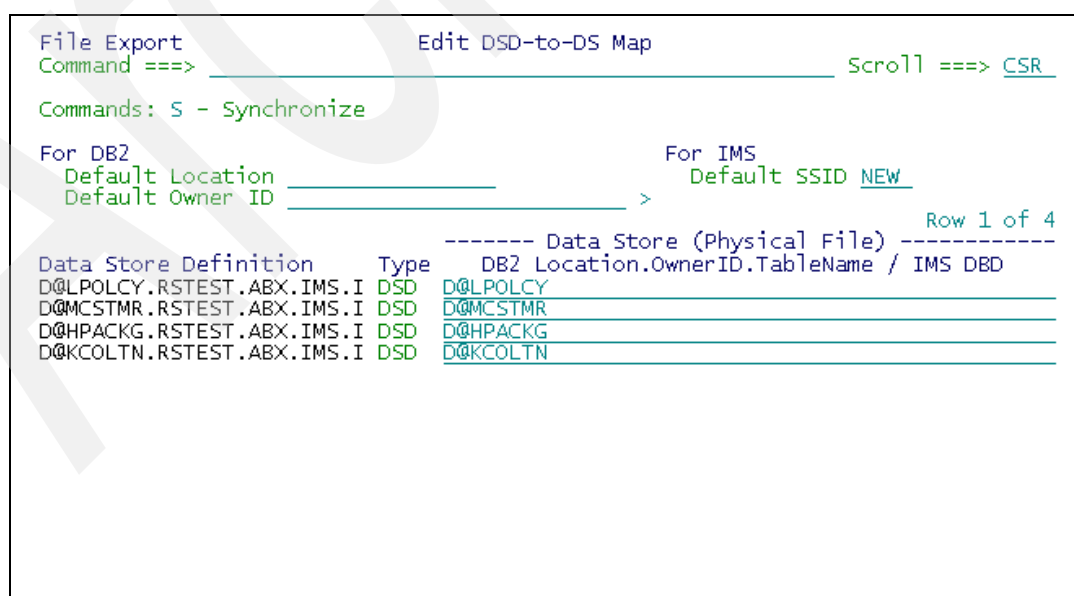 File Export Edit DSD-to-DS Map
Command ===> Scroll ===> CSR
Commands: S - Synchronize
For DB2 For IMS
Default Location Default SSID NEW
Default Owner ID >
Row 1 of 4
------- Data Store (Physical File) ------------
Data Store Definition Type DB2 Location.OwnerID.TableName / IMS DBD
D@LPOLCY.RSTEST.ABX.IMS.I DSD D@LPOLCY
D@MCSTMR.RSTEST.ABX.IMS.I DSD D@MCSTMR
D@HPACKG.RSTEST.ABX.IMS.I DSD D@HPACKG
D@KCOLTN.RSTEST.ABX.IMS.I DSD D@KCOLTN